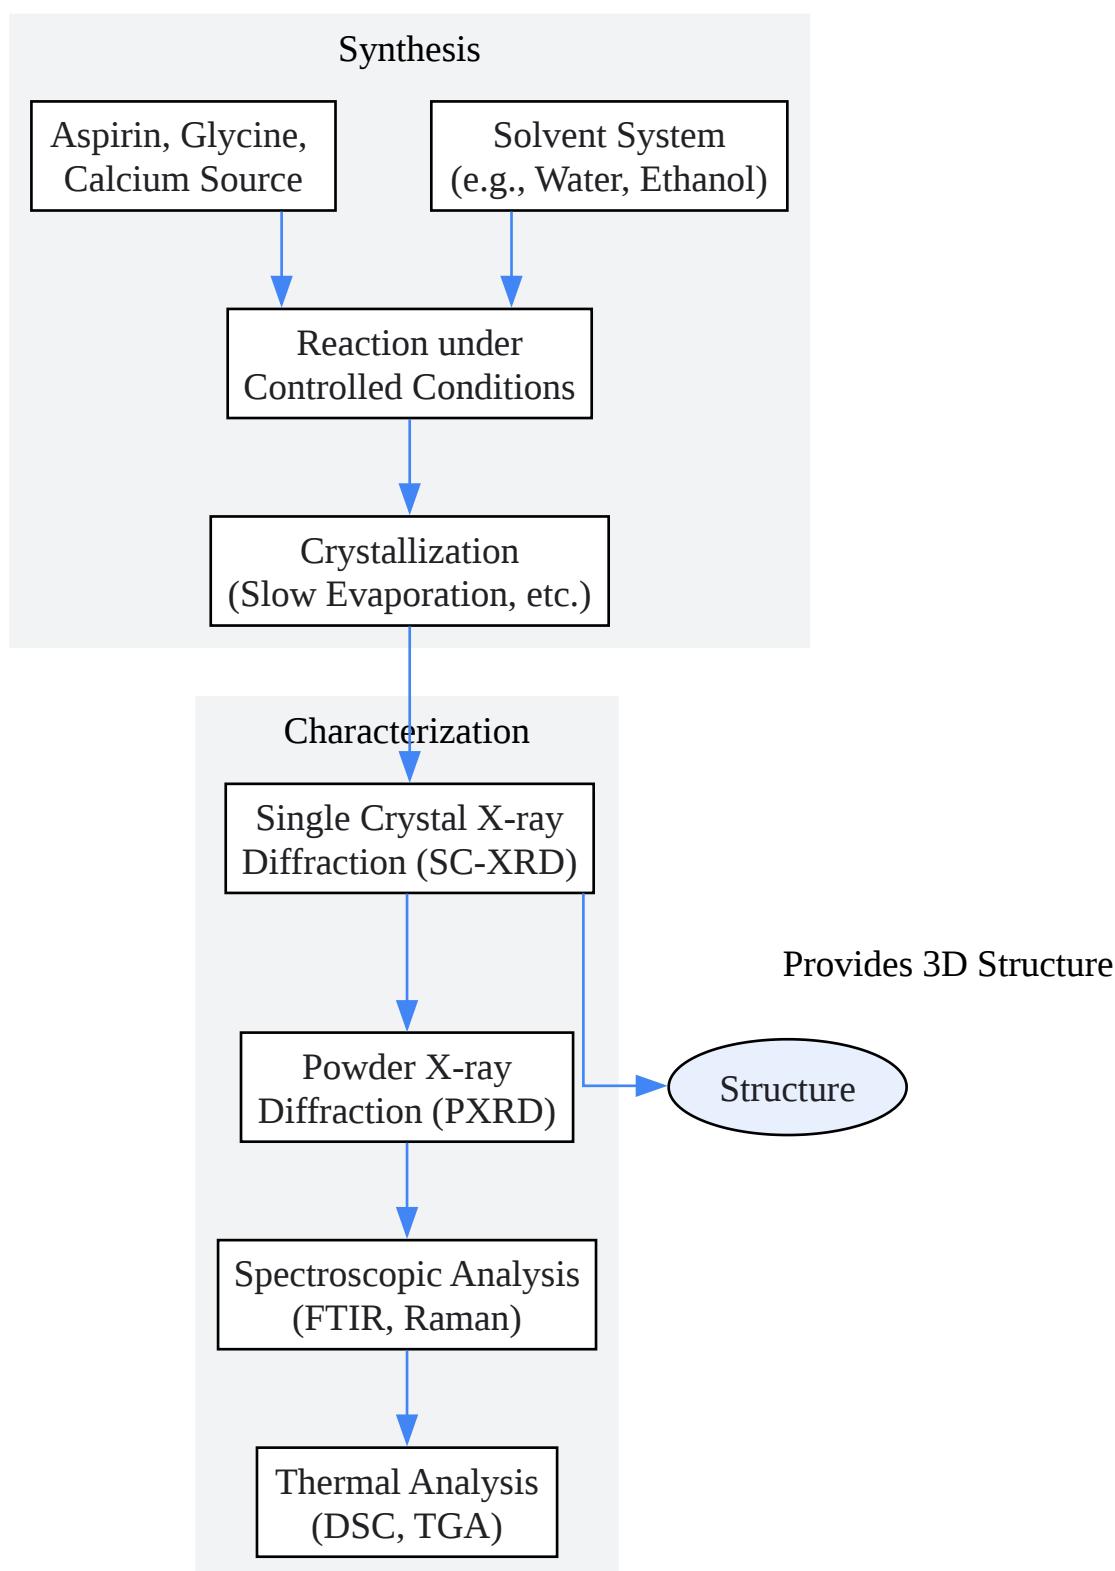 Synthesis
Aspirin, Glycine,
Calcium Source
Solvent System
(e.g., Water, Ethanol)
Reaction under
Controlled Conditions
Crystallization
(Slow Evaporation, etc.)
Characterization
Single Crystal X-ray
Diffraction (SC-XRD)
Provides 3D Structure
Powder X-ray
Diffraction (PXRD)
Structure
Spectroscopic Analysis
(FTIR, Raman)
Thermal Analysis
(DSC, TGA)